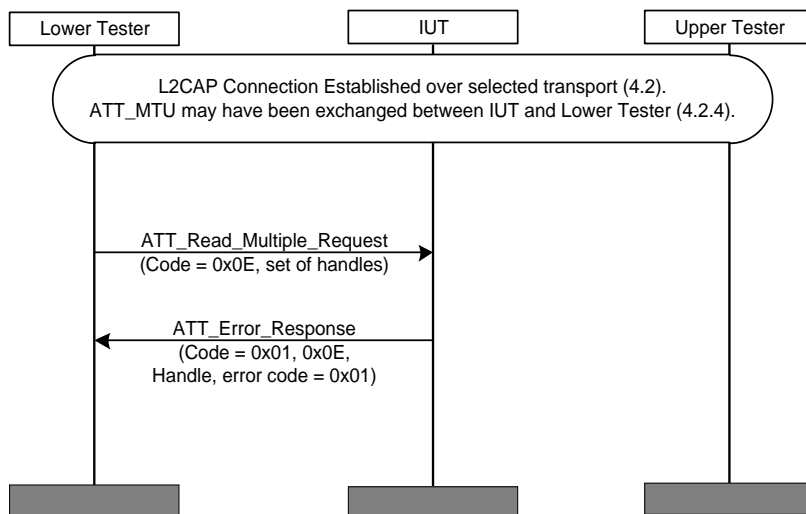 Lower Tester
IUT
Upper Tester
L2CAP Connection Established over selected transport (4.2).
ATT_MTU may have been exchanged between IUT and Lower Tester (4.2.4).
ATT_Read_Multiple_Request
(Code = 0x0E, set of handles)
ATT_Error_Response
(Code = 0x01, 0x0E,
Handle, error code = 0x01)